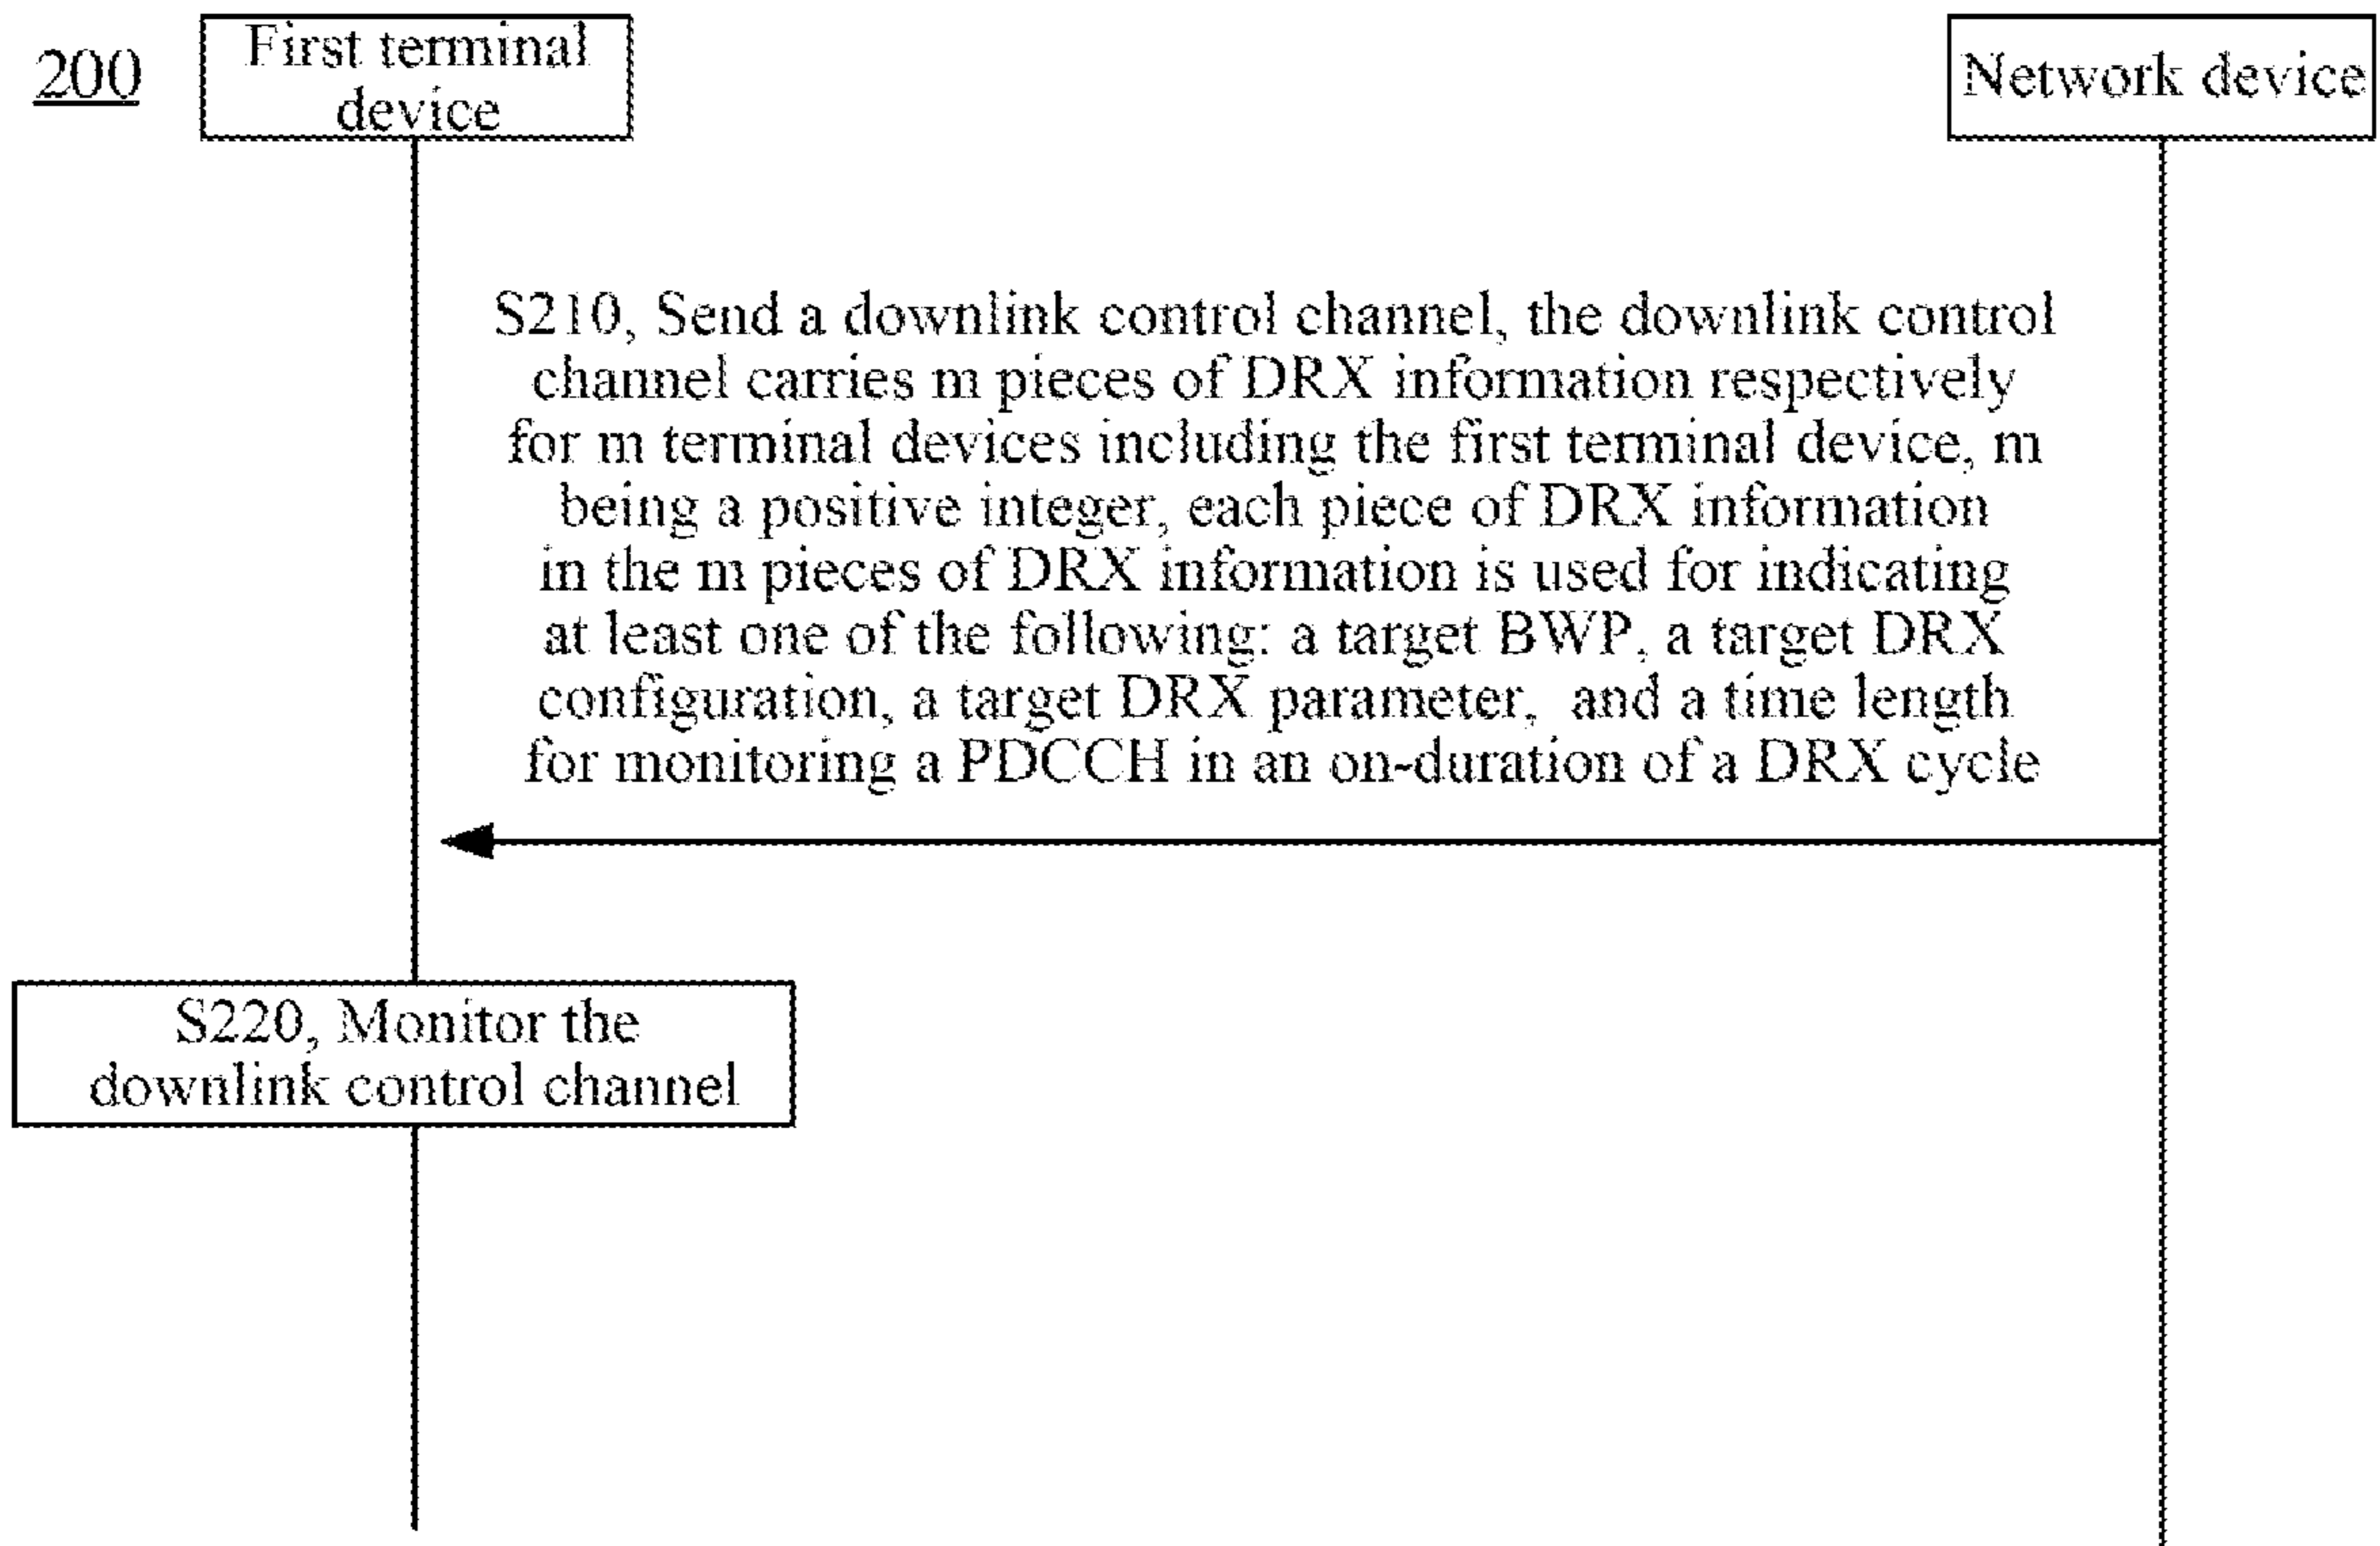 200
First terminal
device
Network device
S210, Send a downlink control channel, the downlink control
channel carries m pieces of DRX information respectively
for m terminal devices including the first terminal device, m
being a positive integer, each piece of DRX information
in the m pieces of DRX information is used for indicating
at least one of the following: a target BWP, a target DRX
configuration, a target DRX parameter, and a time length
for monitoring a PDCCH in an on-duration of a DRX cycle
S220, Monitor the
downlink control channel